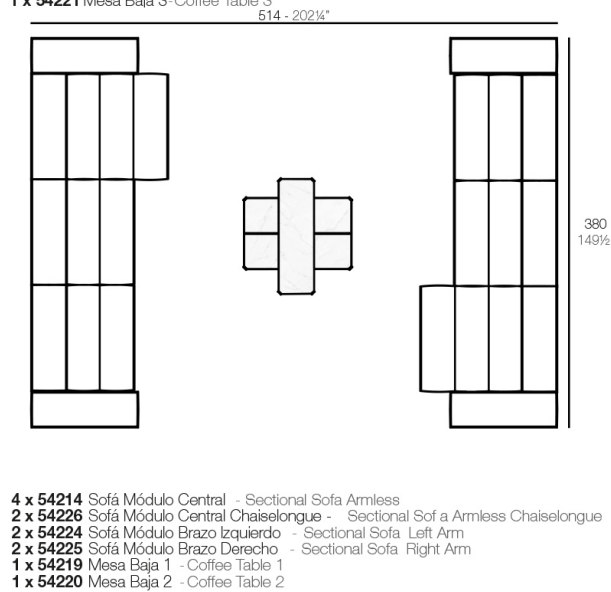 1 x 54221 Mesa Baja 3 - Coffee Table 3
514 - 202¼"
380
149½
4 x 54214 Sofá Módulo Central - Sectional Sofa Armless
2 x 54226 Sofá Módulo Central Chaiselongue - Sectional Sof a Armless Chaiselongue
2 x 54224 Sofá Módulo Brazo Izquierdo - Sectional Sofa Left Arm
2 x 54225 Sofá Módulo Brazo Derecho - Sectional Sofa Right Arm
1 x 54219 Mesa Baja 1 - Coffee Table 1
1 x 54220 Mesa Baja 2 - Coffee Table 2